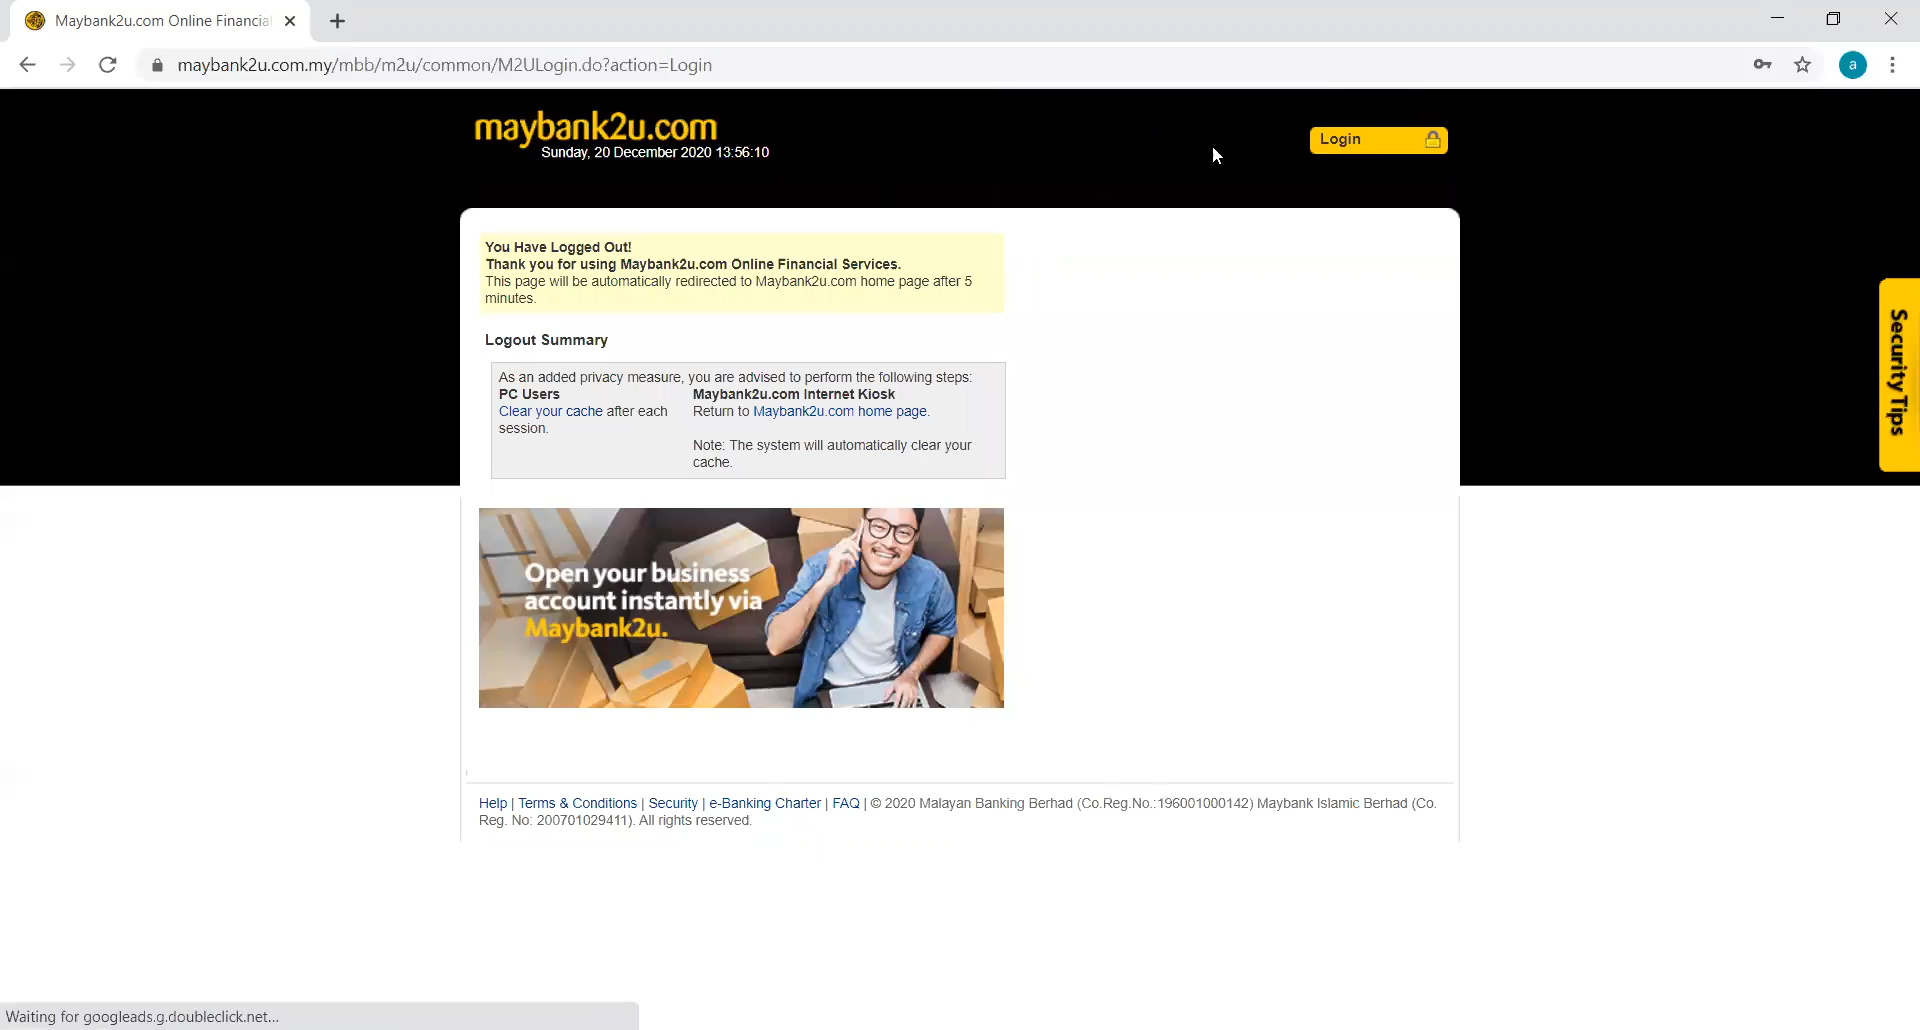 Maybank2u.com Online Financial
maybank2u.com.my/mbb/m2u/common/M2ULogin.do?action=Login
a
maybank2u.com
Sunday, 20 December 2020 13:56:10
Login
You Have Logged Out!
Thank you for using Maybank2u.com Online Financial Services.
This page will be automatically redirected to Maybank2u.com home page after 5
minutes.
Logout Summary
As an added privacy measure, you are advised to perform the following steps:
PC Users
Clear your cache after each
session.
Maybank2u.com Internet Kiosk
Return to Maybank2u.com home page.
Note: The system will automatically clear your
cache.
Security Tips
Open your business
account instantly via
Maybank2u.
Help | Terms & Conditions | Security | e-Banking Charter | FAQ | © 2020 Malayan Banking Berhad (Co.Reg.No.:196001000142) Maybank Islamic Berhad (Co.
Reg. No: 200701029411). All rights reserved.
Waiting for googleads.g.doubleclick.net...